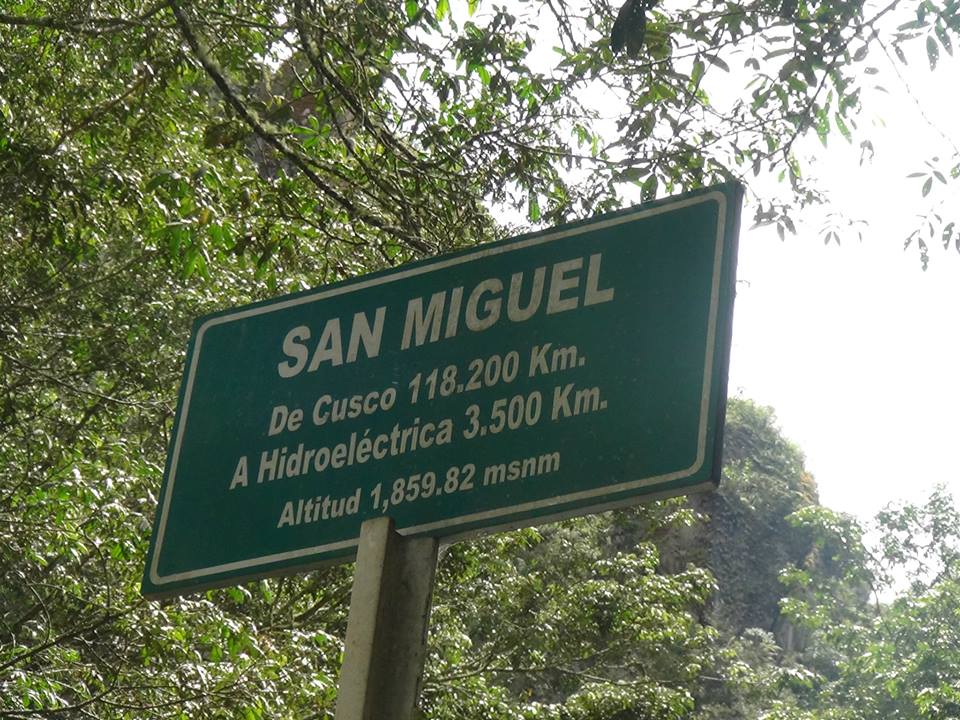 SAN MIGUEL
De Cusco 118.200 Km.
A Hidroeléctrica 3.500 Km.
Altitud 1,859.82 msnm